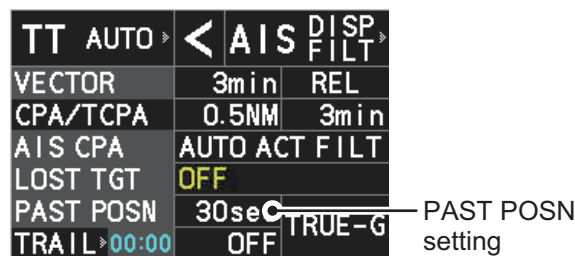 TT AUTO » < AIS DISP FILT »
VECTOR 3min REL
CPA/TCPA 0.5NM 3min
AIS CPA AUTO ACT FILT
LOST TGT OFF
PAST POSN 30sec TRUE-G
TRAIL » 00:00 OFF
PAST POSN
setting